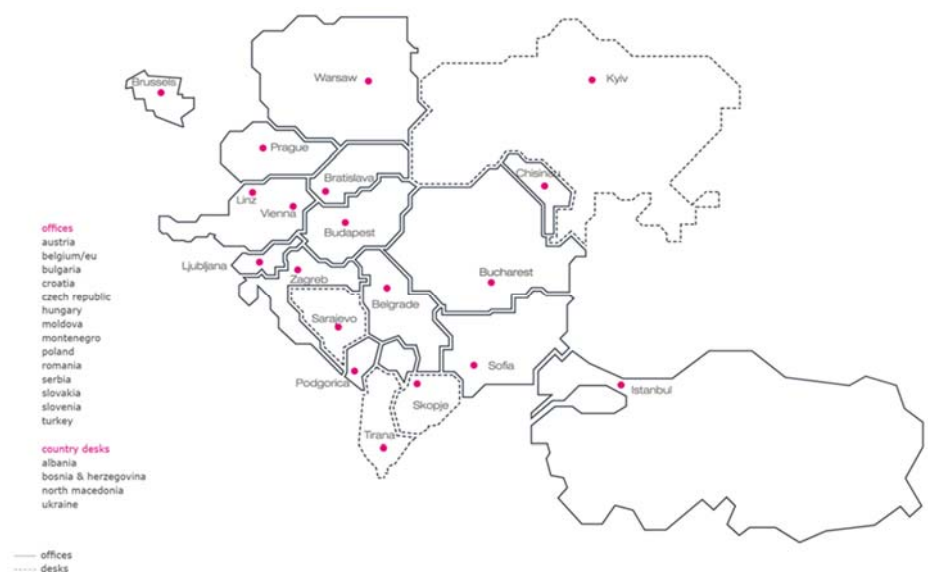 Warsaw
Kyiv
Brussels
Prague
Chisinau
Bratislava
Linz
Vienna
Budapest
Ljubljana
Zagreb
Bucharest
Belgrade
Sarajevo
Sofia
Podgorica
Skopje
Istanbul
Tirana
offices
austria
belgium/eu
bulgaria
croatia
czech republic
hungary
moldova
montenegro
poland
romania
serbia
slovakia
slovenia
turkey
country desks
albania
bosnia & herzegovina
north macedonia
ukraine
offices
desks